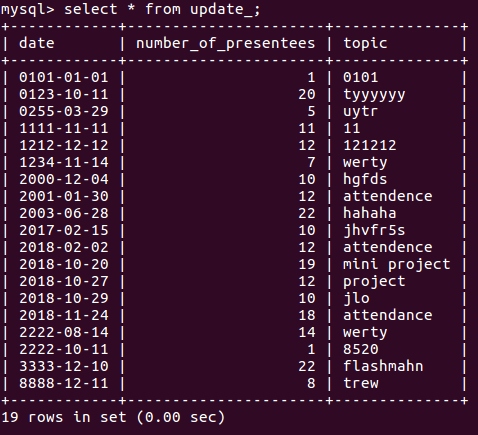 mysql> select * from update_;
+------------+----------------------+--------------+
| date       | number_of_presentees | topic        |
+------------+----------------------+--------------+
| 0101-01-01 |                    1 | 0101         |
| 0123-10-11 |                   20 | tyyyyyy      |
| 0255-03-29 |                    5 | uytr         |
| 1111-11-11 |                   11 | 11           |
| 1212-12-12 |                   12 | 121212       |
| 1234-11-14 |                    7 | werty        |
| 2000-12-04 |                   10 | hgfds        |
| 2001-01-30 |                   12 | attendence   |
| 2003-06-28 |                   22 | hahaha       |
| 2017-02-15 |                   10 | jhvfr5s      |
| 2018-02-02 |                   12 | attendence   |
| 2018-10-20 |                   19 | mini project |
| 2018-10-27 |                   12 | project      |
| 2018-10-29 |                   10 | jlo          |
| 2018-11-24 |                   18 | attendance   |
| 2222-08-14 |                   14 | werty        |
| 2222-10-11 |                    1 | 8520         |
| 3333-12-10 |                   22 | flashmahn    |
| 8888-12-11 |                    8 | trew         |
+------------+----------------------+--------------+
19 rows in set (0.00 sec)